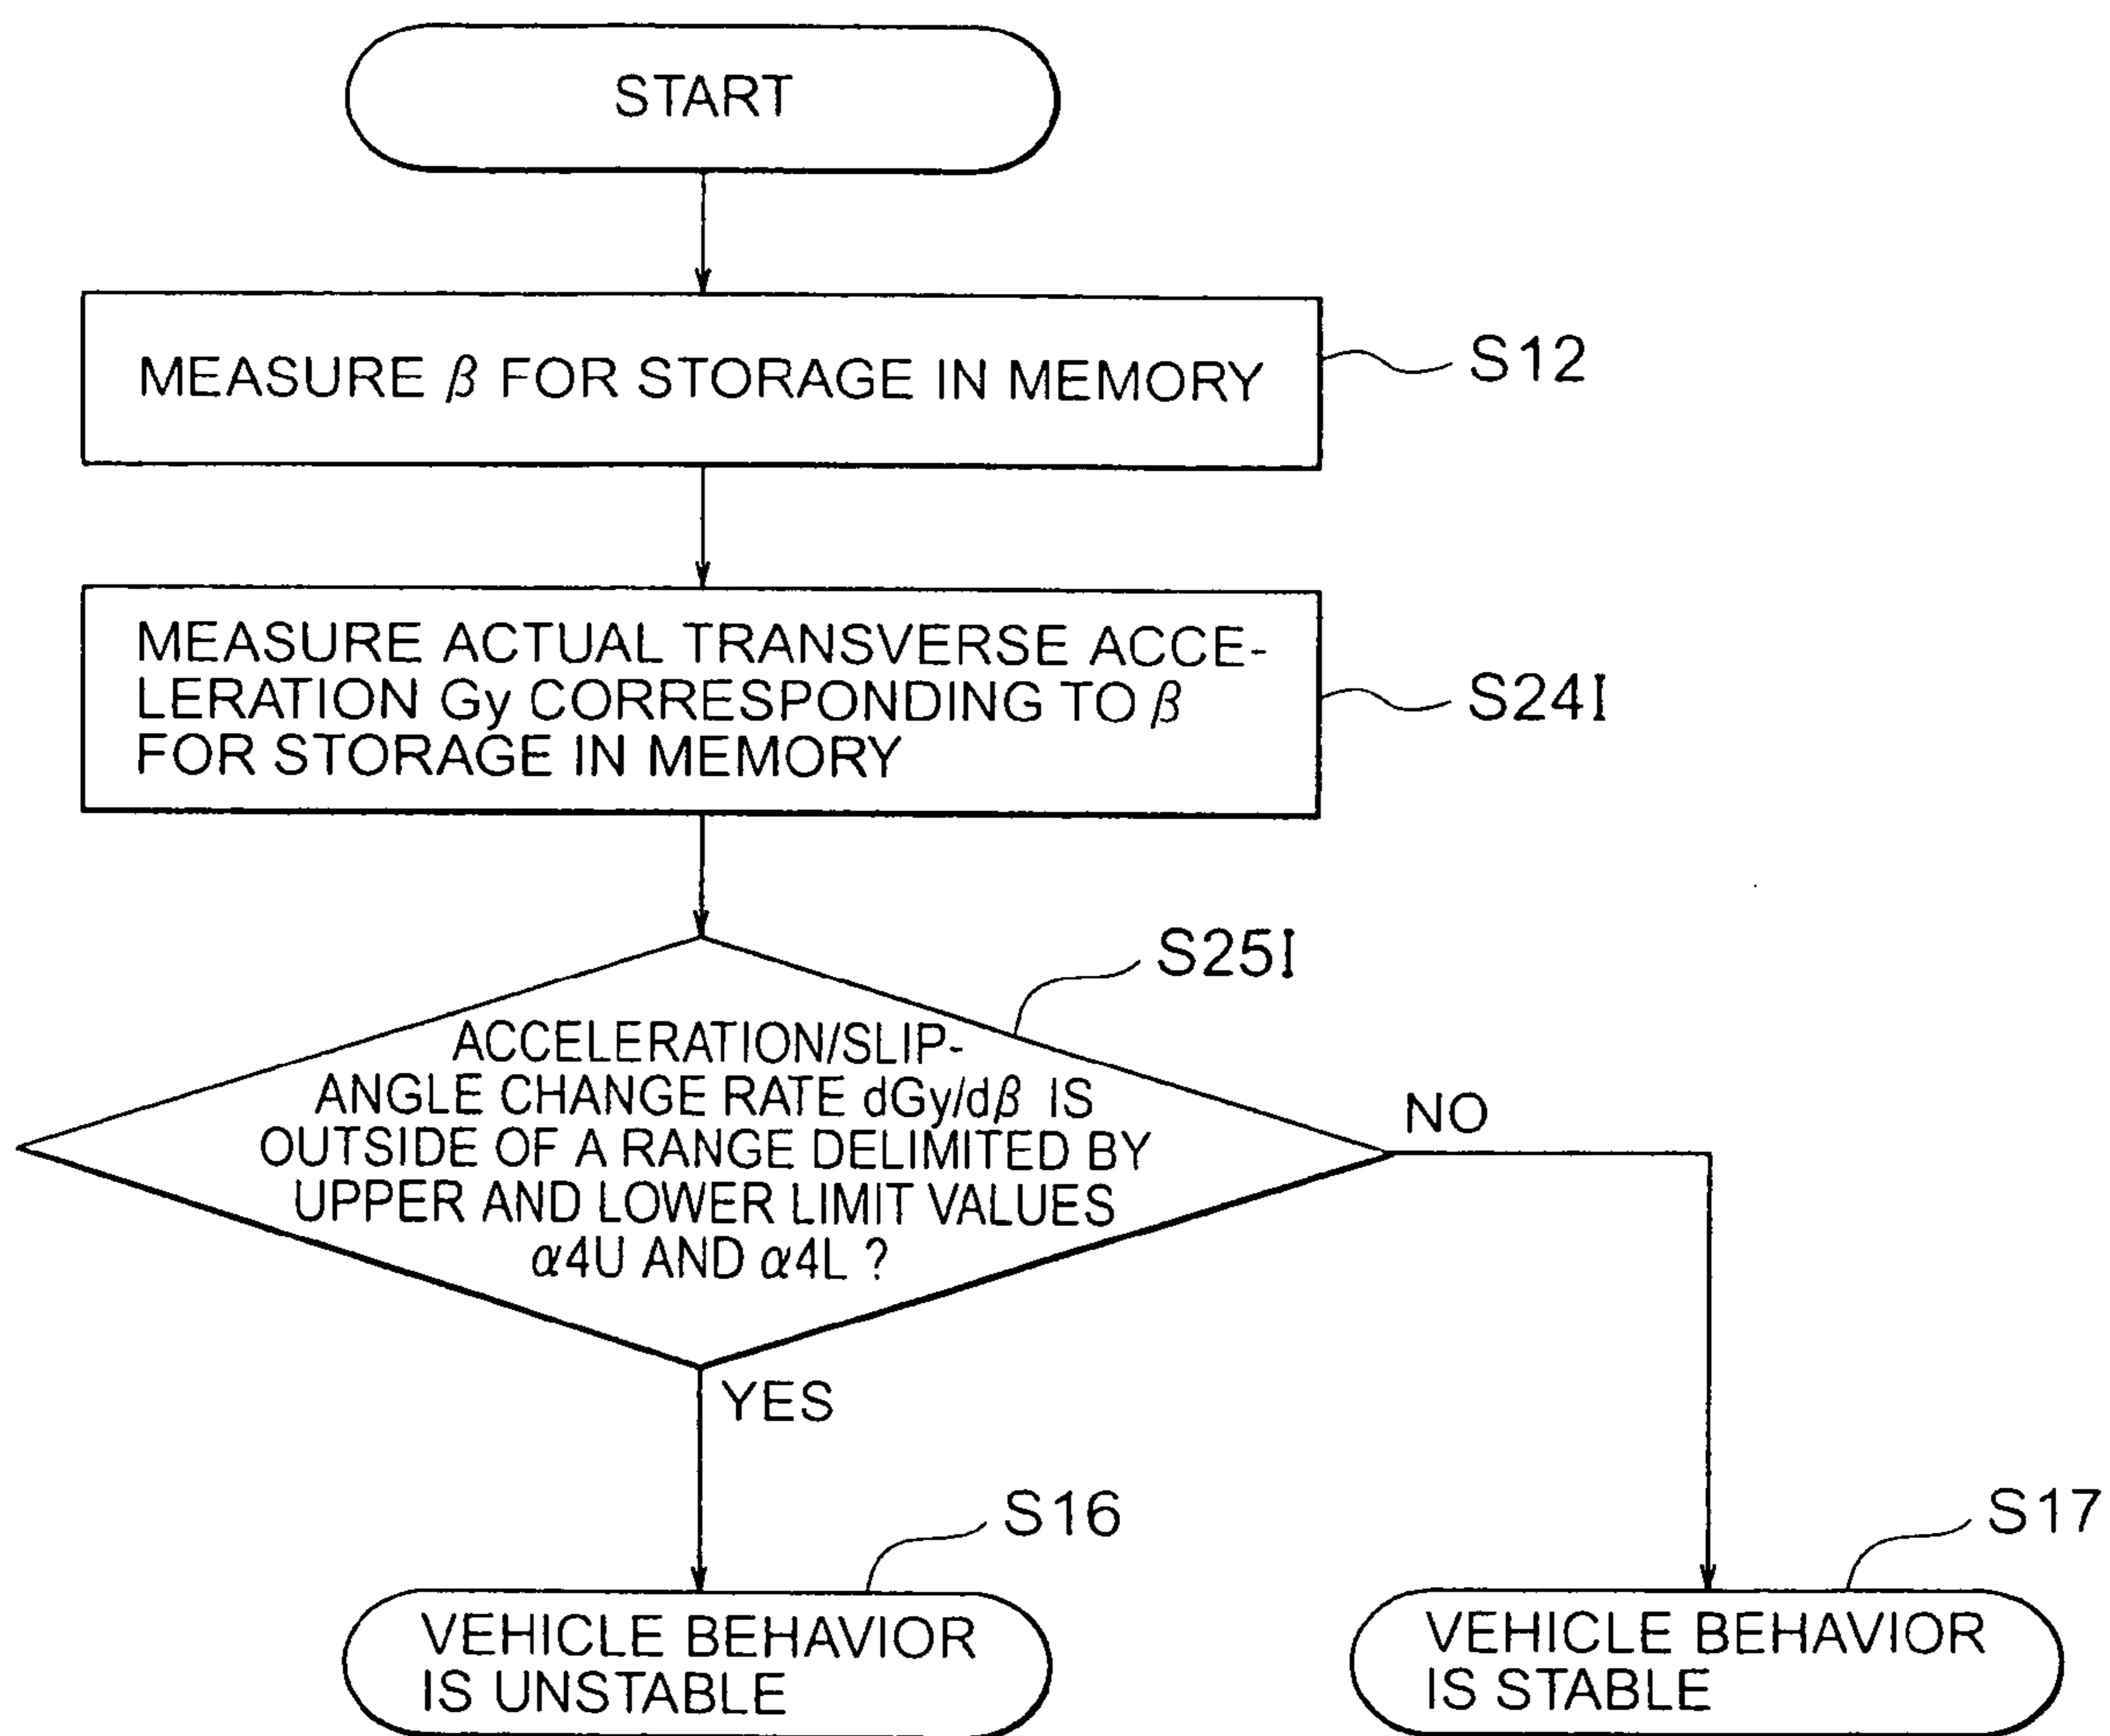 START
MEASURE β FOR STORAGE IN MEMORY
S12
MEASURE ACTUAL TRANSVERSE ACCE-
LERATION Gy CORRESPONDING TO β
FOR STORAGE IN MEMORY
S24I
S25I
ACCELERATION/SLIP-
ANGLE CHANGE RATE dGy/dβ IS
OUTSIDE OF A RANGE DELIMITED BY
UPPER AND LOWER LIMIT VALUES
α4U AND α4L ?
NO
YES
S16
S17
VEHICLE BEHAVIOR
IS UNSTABLE
VEHICLE BEHAVIOR
IS STABLE